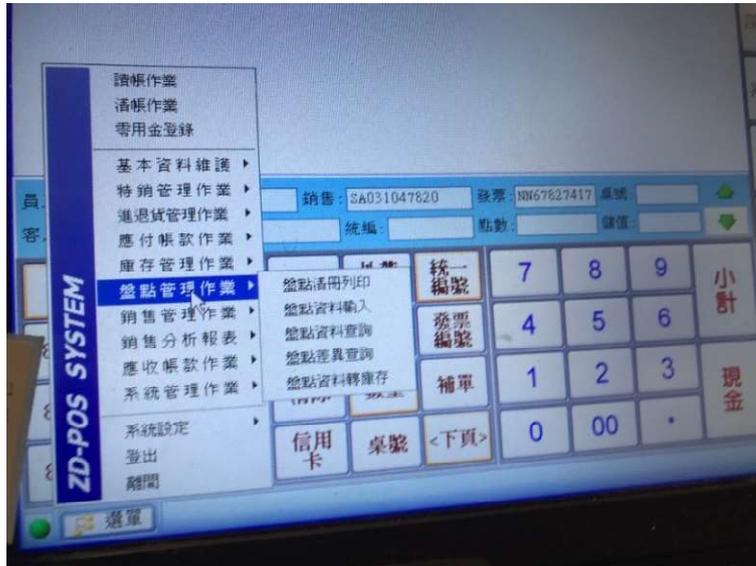 讀帳作業
清帳作業
零用金登錄
基本資料維護
特銷管理作業
進退貨管理作業
應付帳款作業
庫存管理作業
盤點管理作業
銷售管理作業
銷售分析報表
應收帳款作業
系統管理作業
系統設定
登出
離開
ZD-POS SYSTEM
盤點清冊列印
盤點資料輸入
盤點資料查詢
盤點差異查詢
盤點資料轉庫存
員
銷售: SA031047820 發票: NN67827417 桌號:
客
統編: 點數: 儲值:
統一編號 7 8 9 小計
發票編號 4 5 6
補單 1 2 3 現金
信用卡 桌號 <下頁> 0 00 .
選單